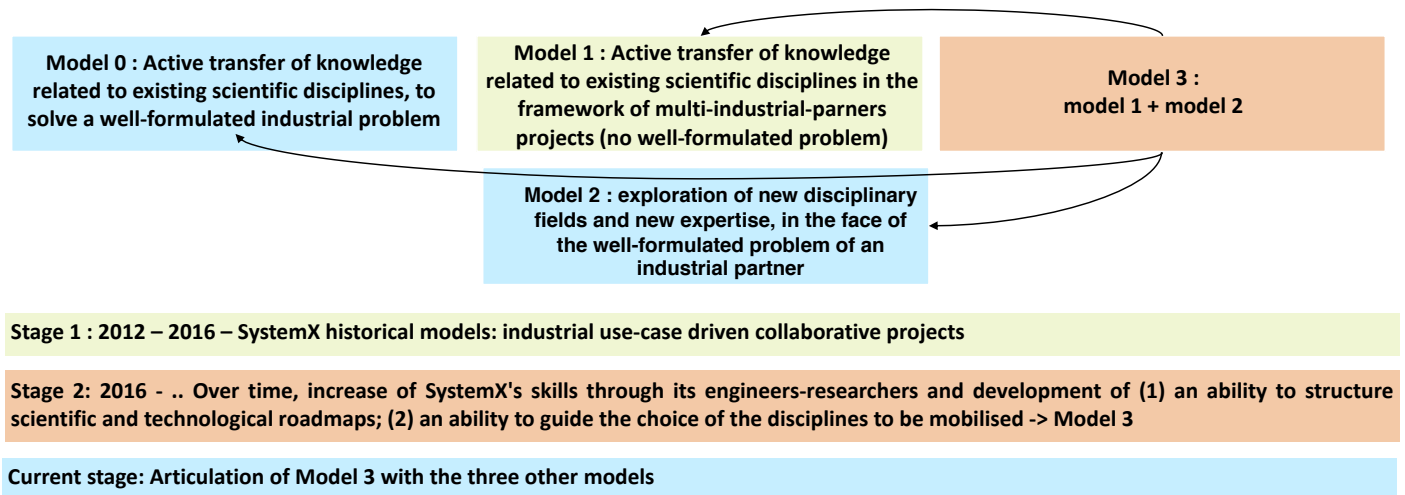 Model 0 : Active transfer of knowledge
related to existing scientific disciplines, to
solve a well-formulated industrial problem
Model 1 : Active transfer of knowledge
related to existing scientific disciplines in the
framework of multi-industrial-parners
projects (no well-formulated problem)
Model 3 :
model 1 + model 2
Model 2 : exploration of new disciplinary
fields and new expertise, in the face of
the well-formulated problem of an
industrial partner
Stage 1 : 2012 – 2016 – SystemX historical models: industrial use-case driven collaborative projects
Stage 2: 2016 - .. Over time, increase of SystemX's skills through its engineers-researchers and development of (1) an ability to structure
scientific and technological roadmaps; (2) an ability to guide the choice of the disciplines to be mobilised -> Model 3
Current stage: Articulation of Model 3 with the three other models